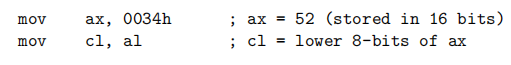 mov ax, 0034h ; ax = 52 (stored in 16 bits)
mov cl, al ; cl = lower 8-bits of ax